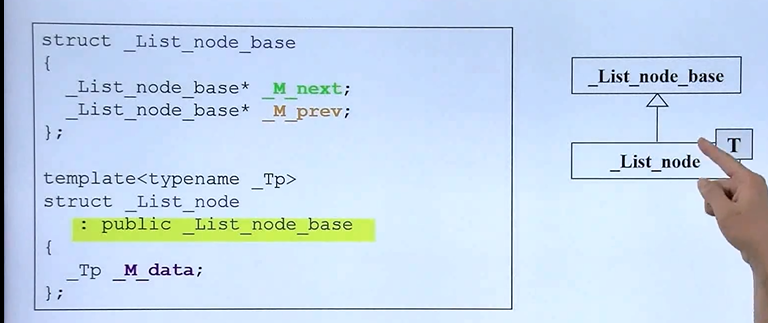 struct _List_node_base
{
_List_node_base* _M_next;
_List_node_base* _M_prev;
};
template<typename _Tp>
struct _List_node
: public _List_node_base
{
_Tp _M_data;
};
_List_node_base
T
_List_node